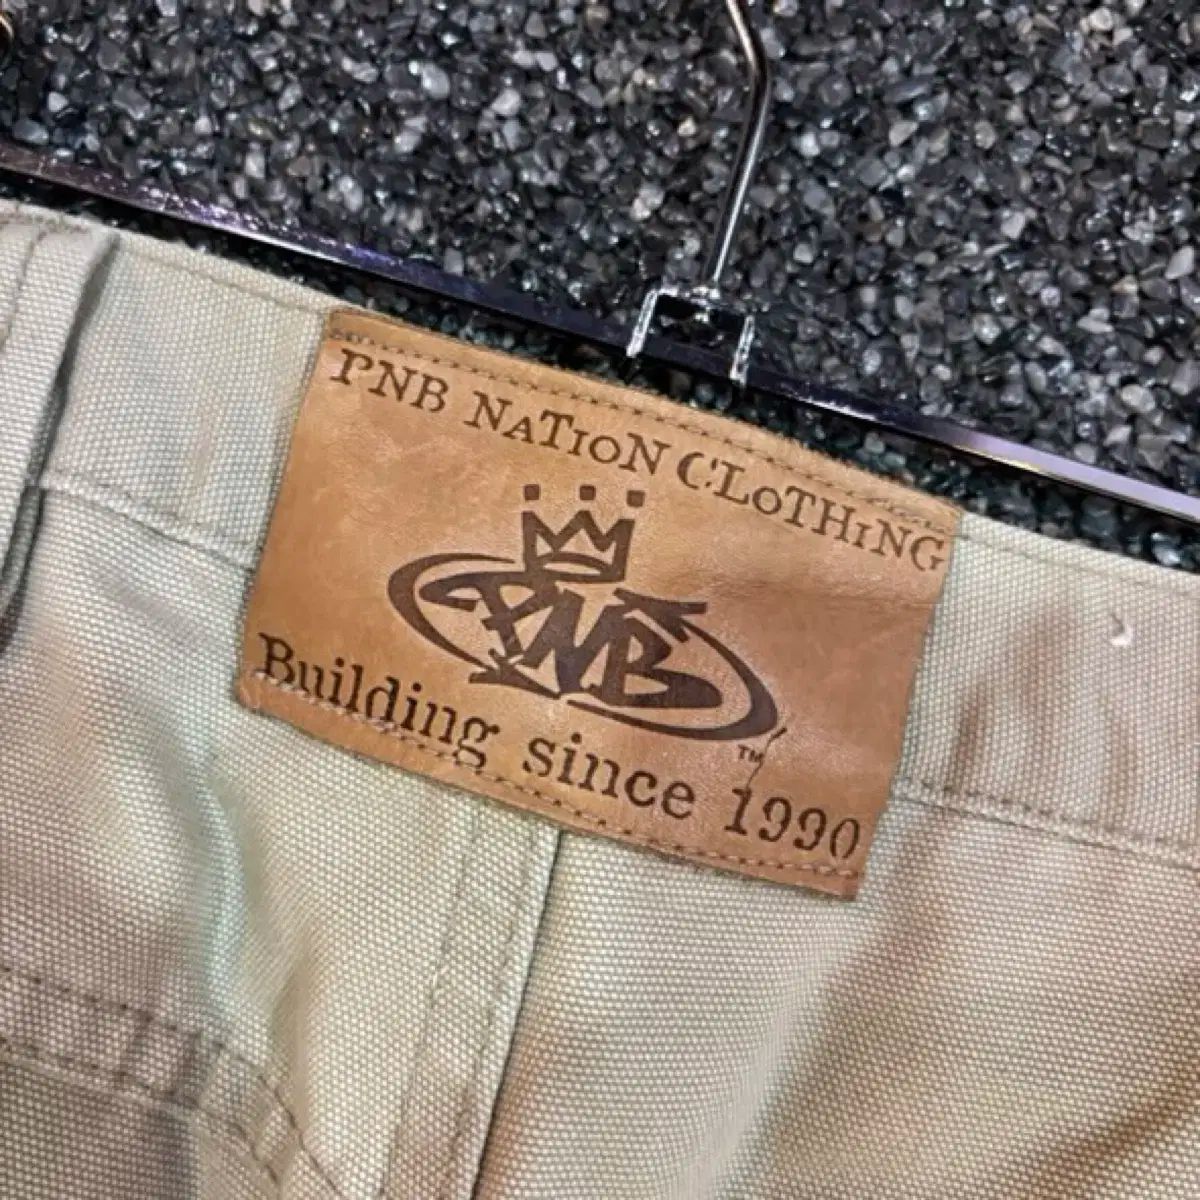 PNB NaTioN CLoTHiNG
PNB
TM
Building since 1990